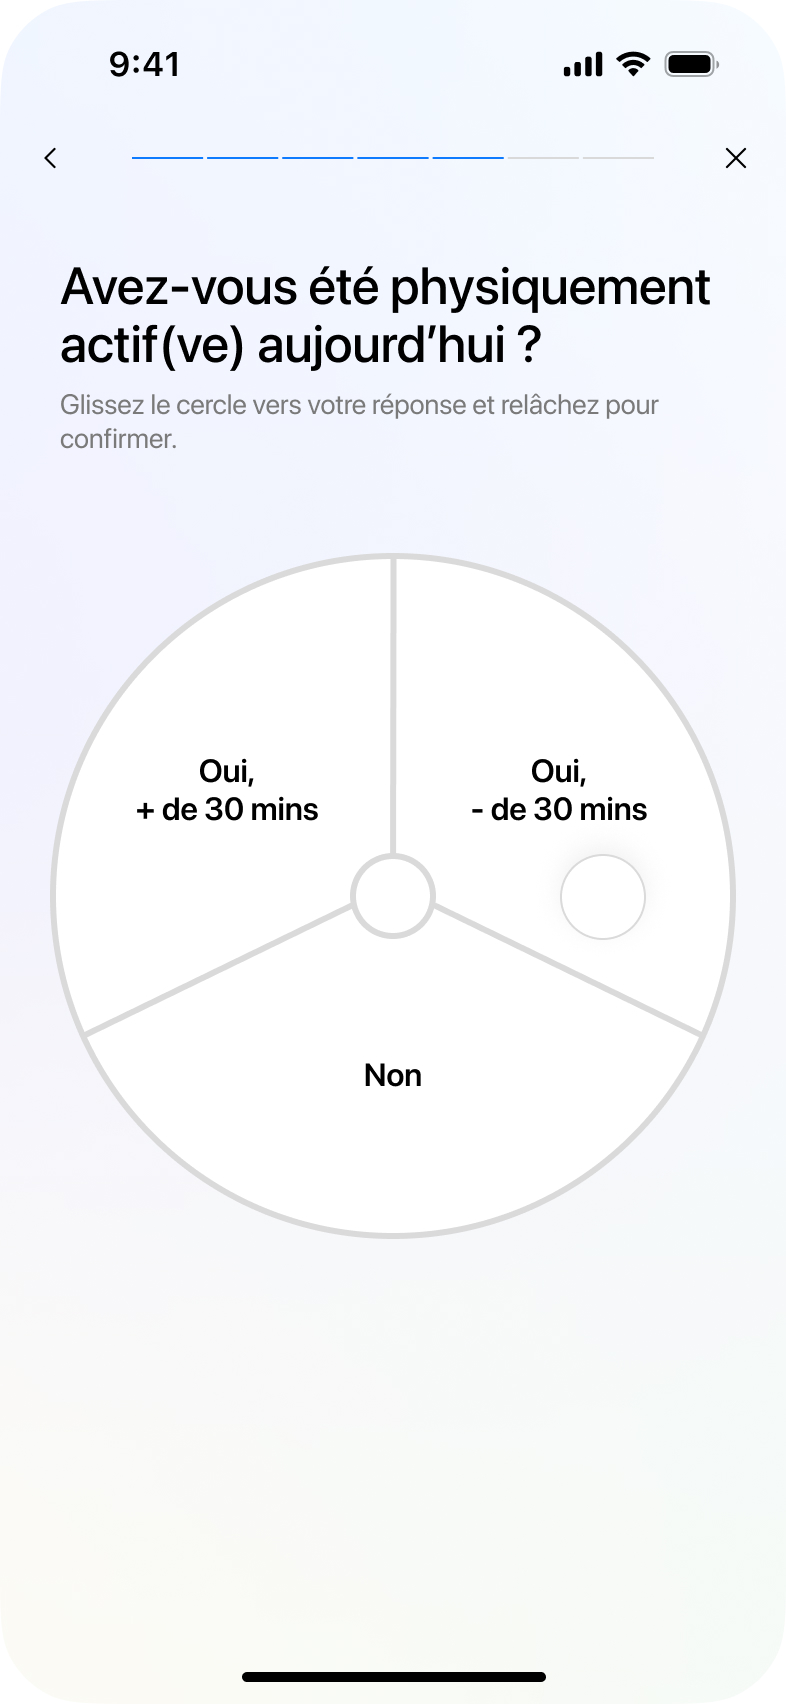 9:41
Avez-vous été physiquement
actif(ve) aujourd’hui ?
Glissez le cercle vers votre réponse et relâchez pour
confirmer.
Oui,
+ de 30 mins
Oui,
- de 30 mins
Non